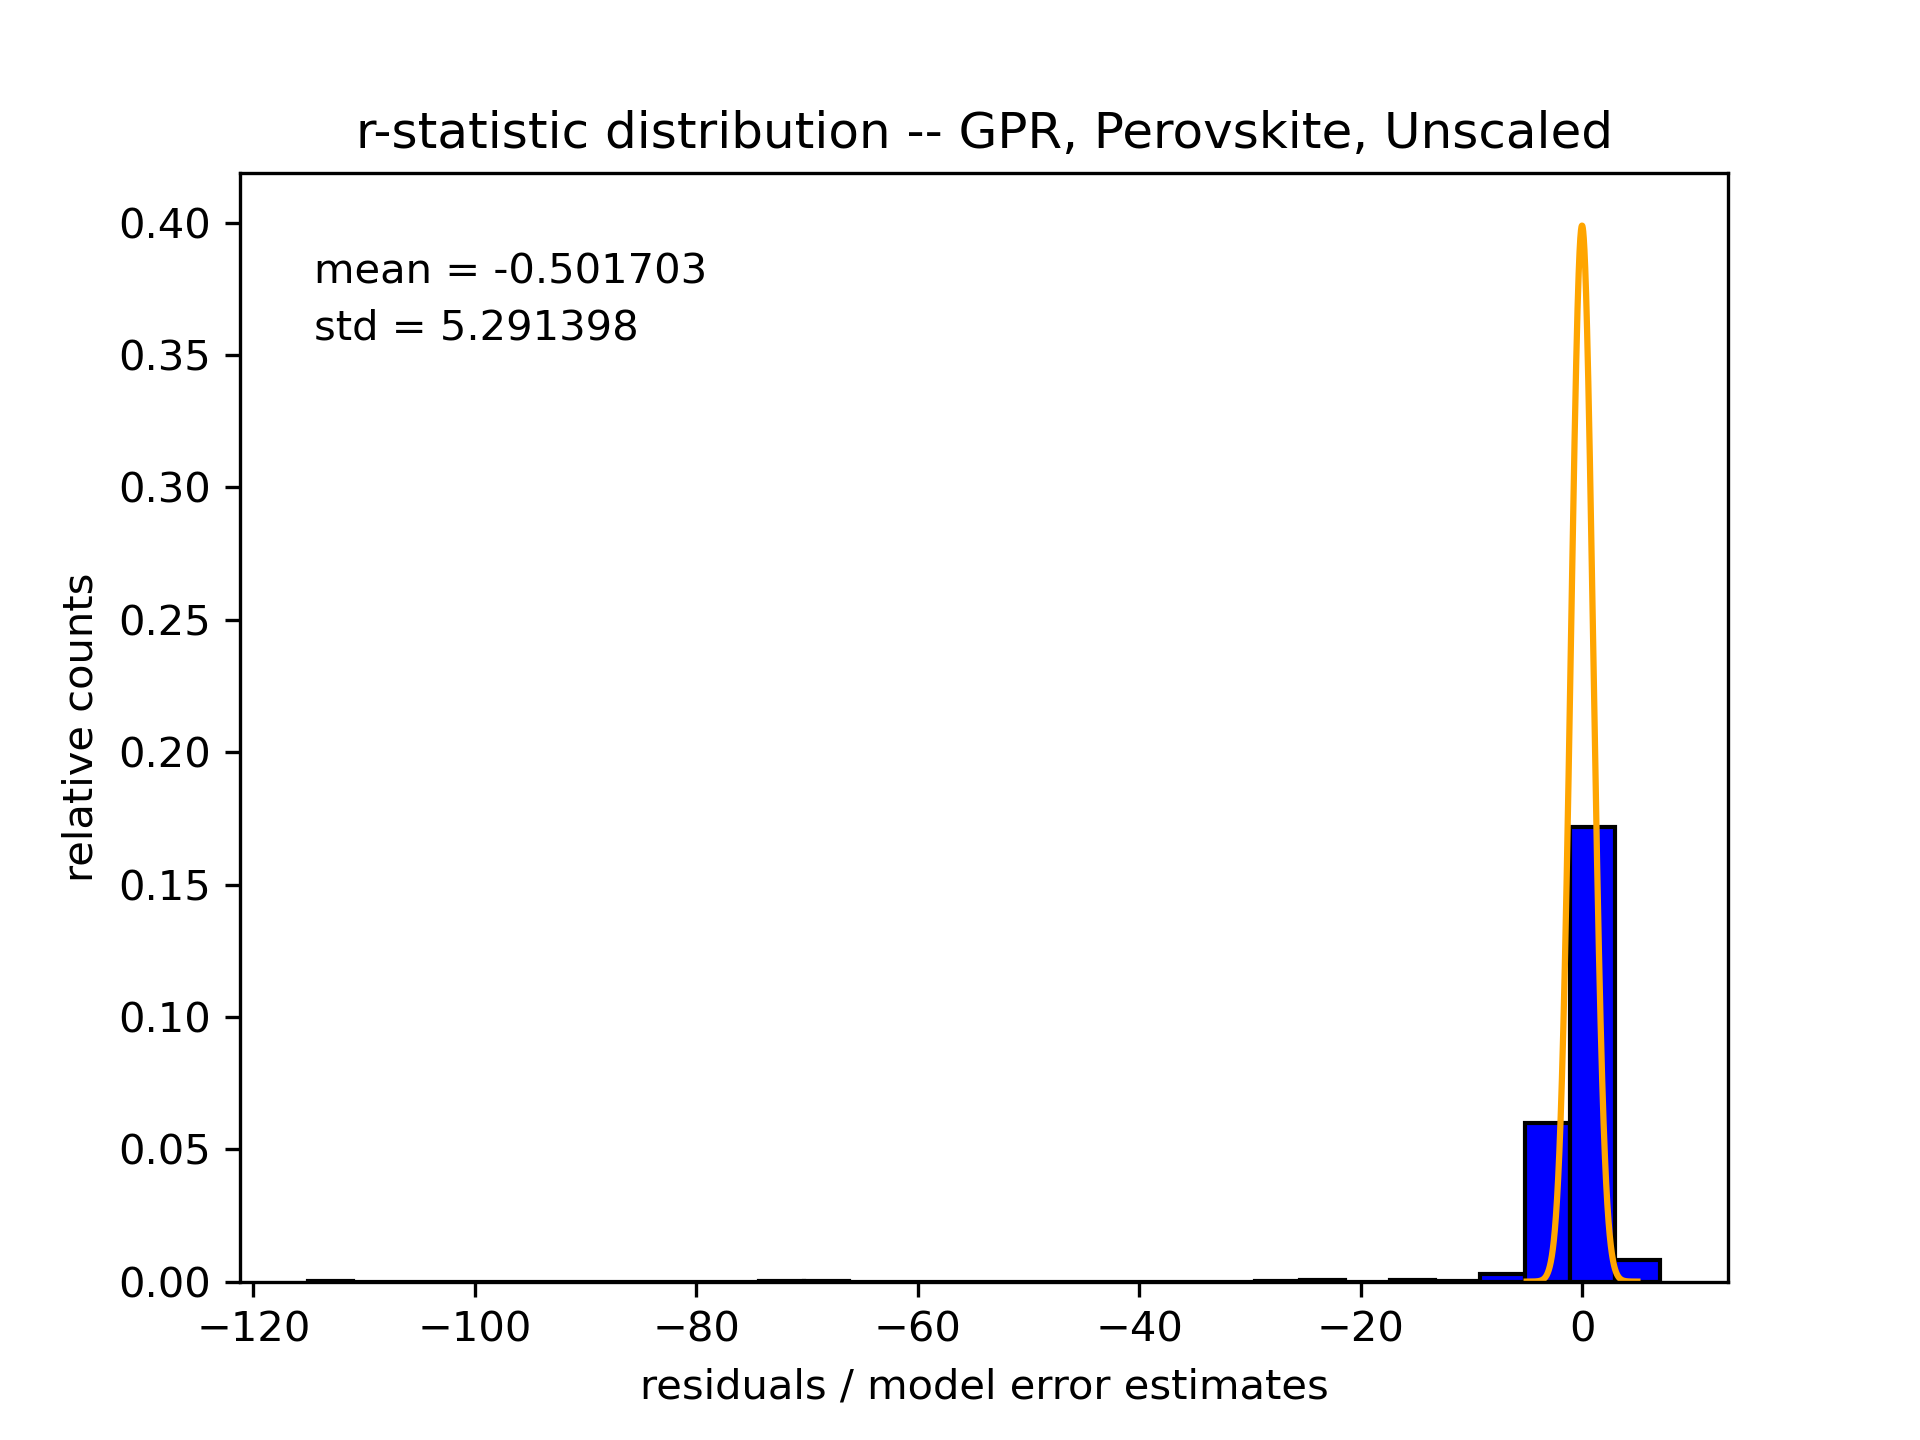 r-statistic distribution -- GPR, Perovskite, Unscaled
mean = -0.501703
std = 5.291398
relative counts
0.40
0.35
0.30
0.25
0.20
0.15
0.10
0.05
0.00
−120 −100 −80 −60 −40 −20 0
residuals / model error estimates